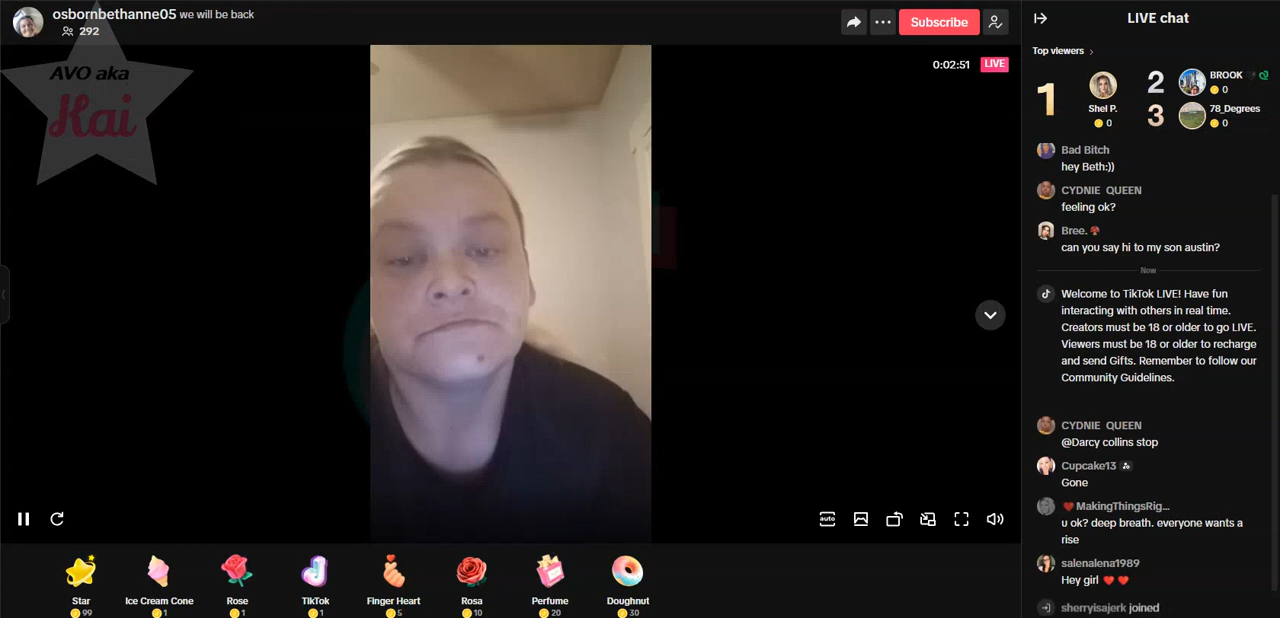 osbornbethanne05 we will be back
292
AVO aka
Kai
Subscribe
0:02:51 LIVE
auto
Star
99
Ice Cream Cone
1
Rose
1
TikTok
1
Finger Heart
5
Rosa
10
Perfume
20
Doughnut
30
LIVE chat
Top viewers
1
Shel P.
0
2
BROOK
0
3
78_Degrees
0
Bad Bitch
hey Beth:))
CYDNIE QUEEN
feeling ok?
Bree.
can you say hi to my son austin?
Now
Welcome to TikTok LIVE! Have fun
interacting with others in real time.
Creators must be 18 or older to go LIVE.
Viewers must be 18 or older to recharge
and send Gifts. Remember to follow our
Community Guidelines.
CYDNIE QUEEN
@Darcy collins stop
Cupcake13
Gone
MakingThingsRig...
u ok? deep breath. everyone wants a
rise
salenalena1989
Hey girl
sherryisajerk joined